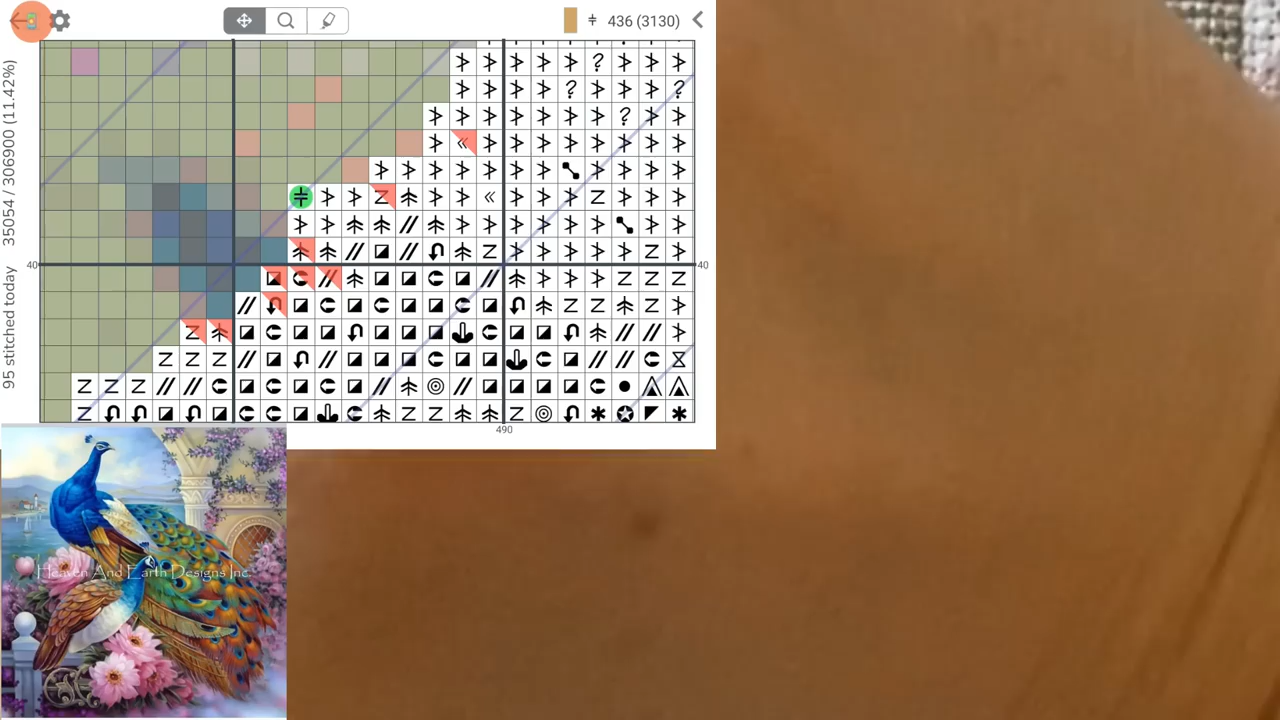 436 (3130)
95 stitched today 35054 / 306900 (11.42%)
40
40
490
Heaven And Earth Designs Inc.